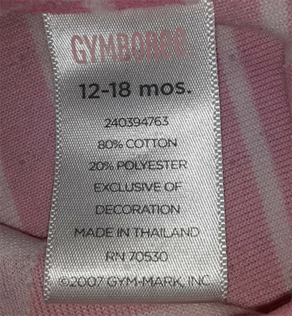 GYMBOREE
12-18 mos.
240394763
80% COTTON
20% POLYESTER
EXCLUSIVE OF
DECORATION
MADE IN THAILAND
RN 70530
©2007 GYM-MARK, INC.